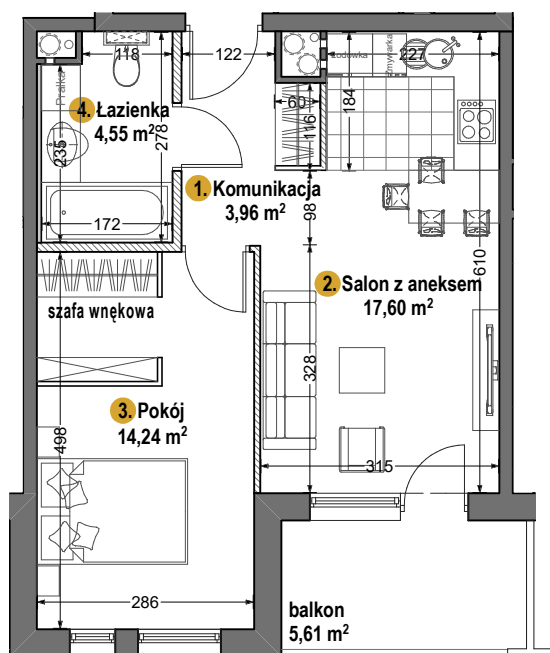 118
122
227
Lodówka
Zmywarka
Pralka
4. Łazienka
4,55 m²
60
116
184
278
235
172
1. Komunikacja
3,96 m²
98
610
2. Salon z aneksem
17,60 m²
szafa wnękowa
328
3. Pokój
14,24 m²
498
315
286
balkon
5,61 m²